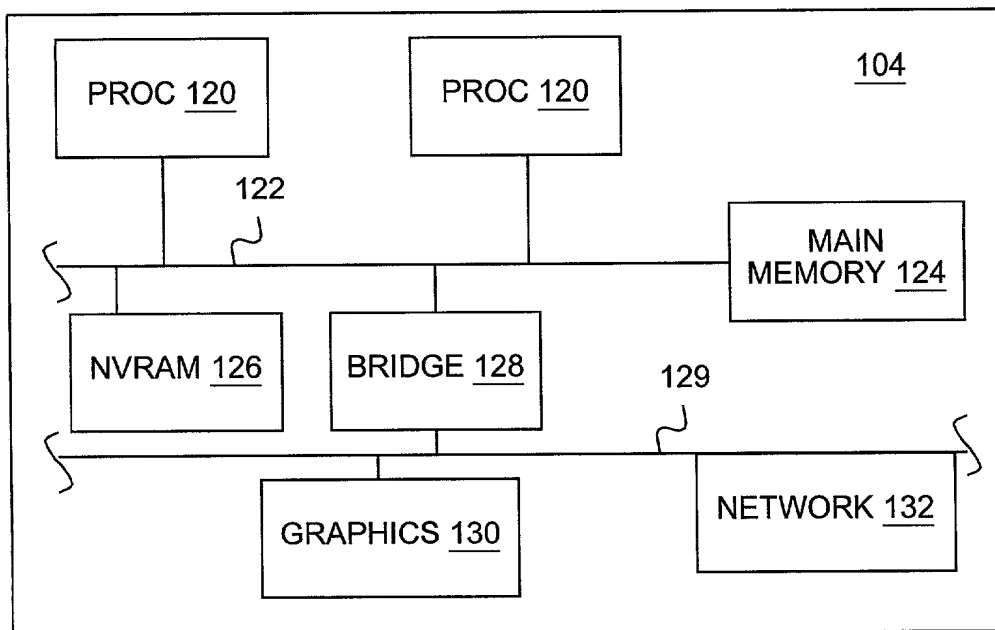 PROC 120
PROC 120
104
122
MAIN
MEMORY 124
NVRAM 126
BRIDGE 128
129
GRAPHICS 130
NETWORK 132